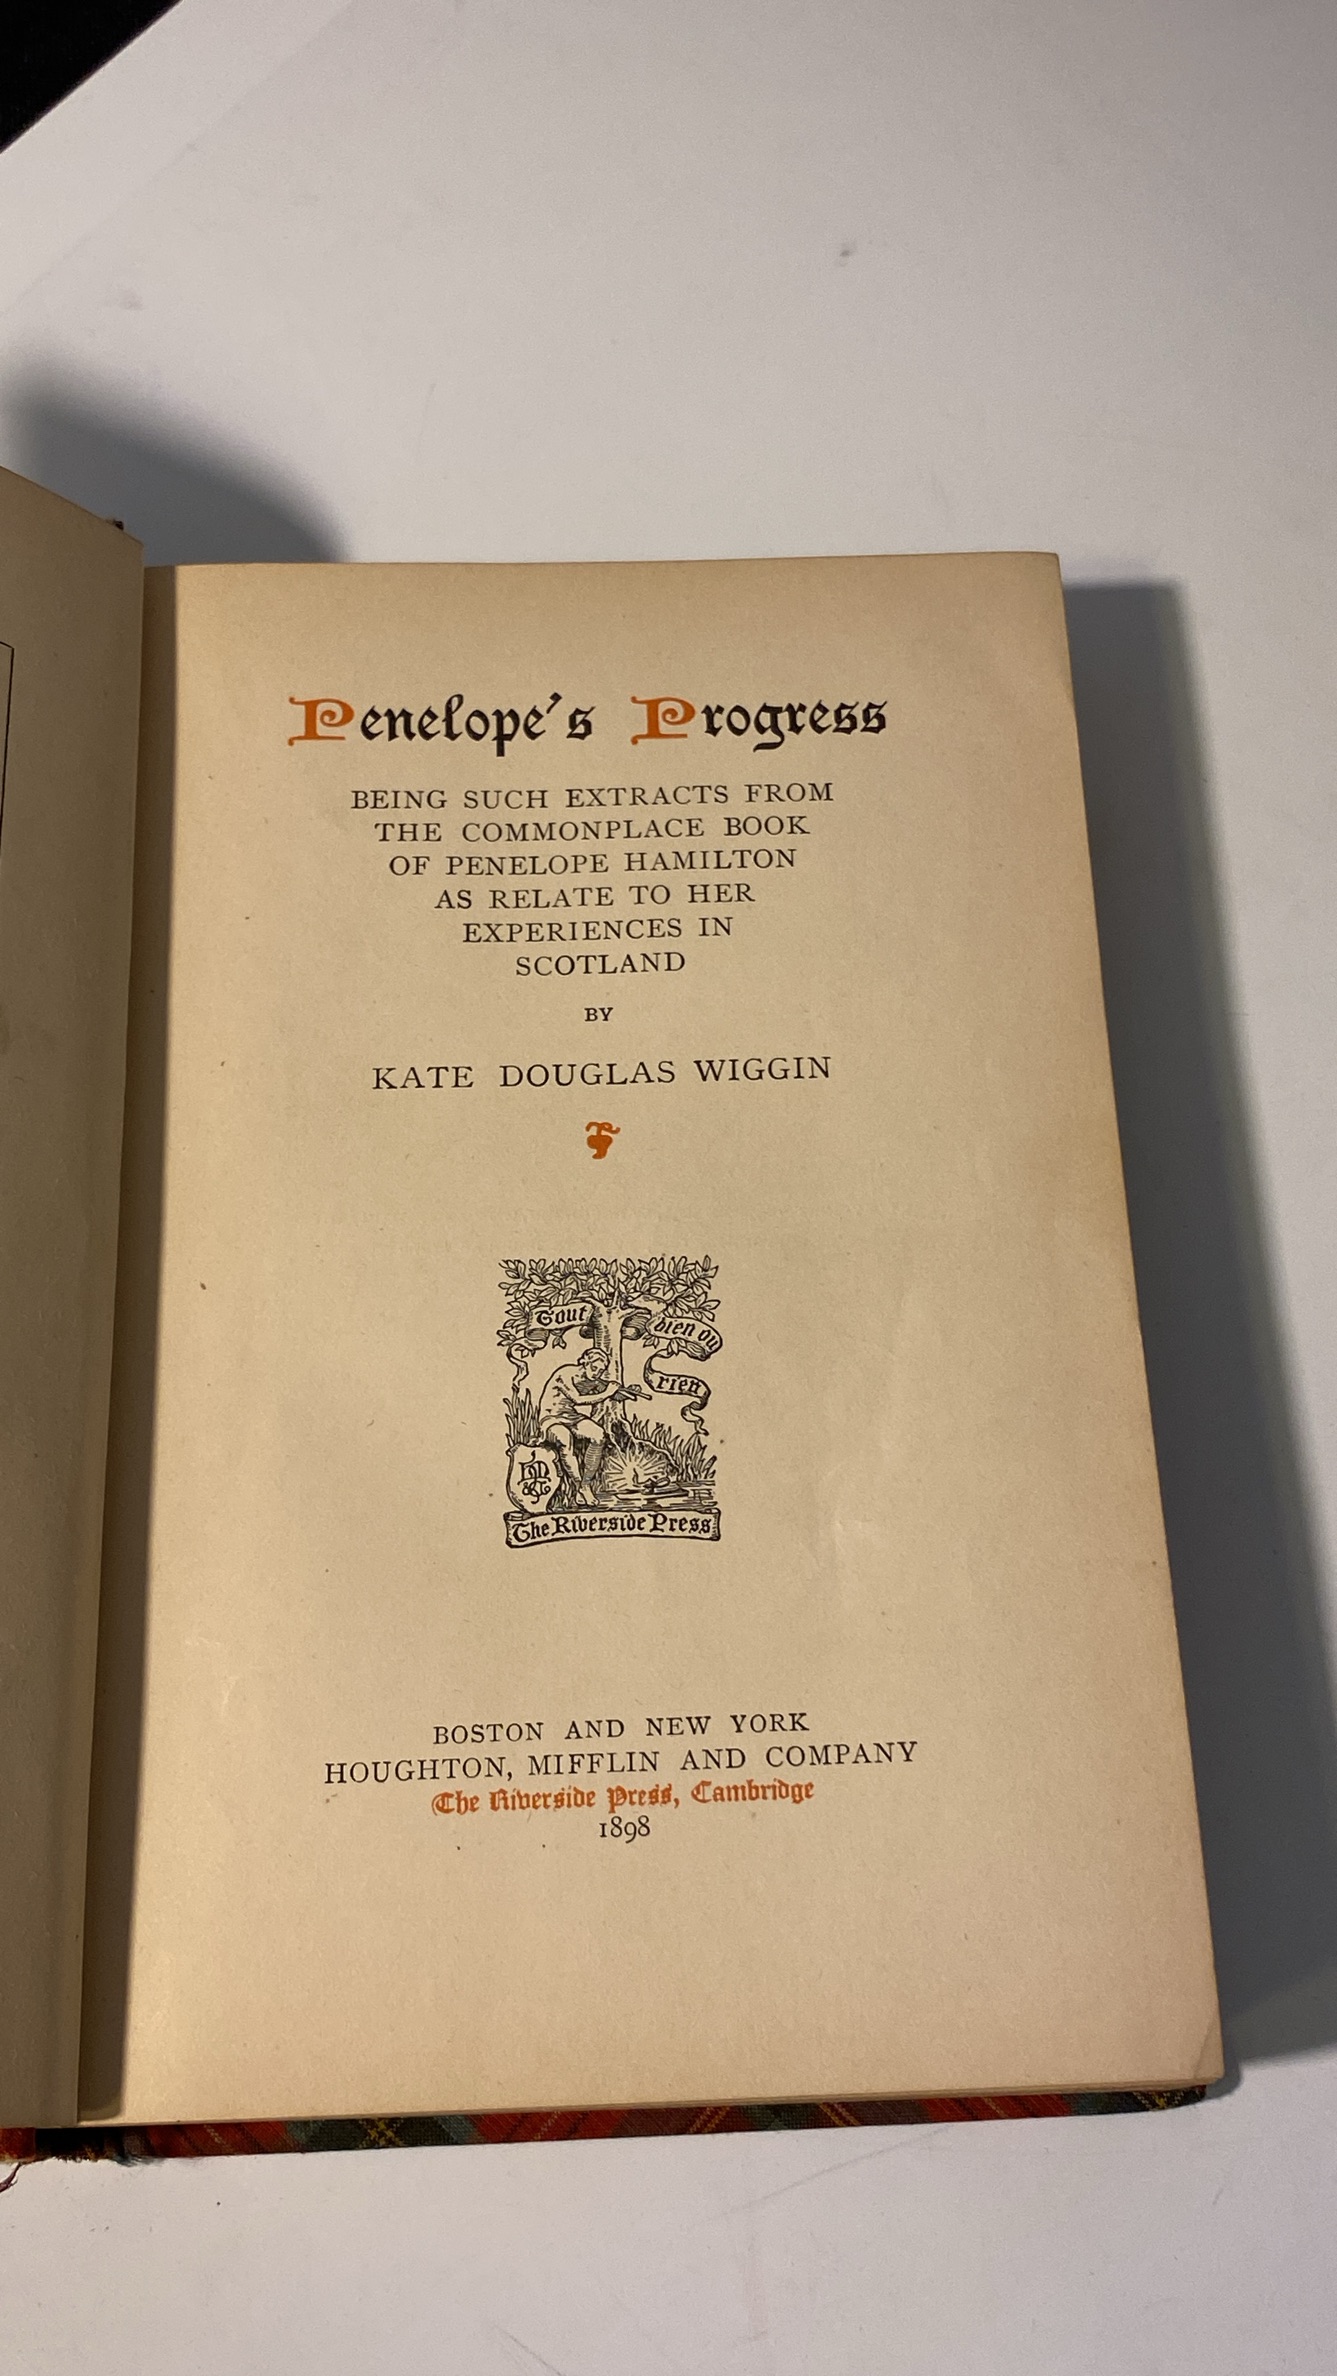 Penelope's Progress
BEING SUCH EXTRACTS FROM
THE COMMONPLACE BOOK
OF PENELOPE HAMILTON
AS RELATE TO HER
EXPERIENCES IN
SCOTLAND
BY
KATE DOUGLAS WIGGIN
Tout bien ou
rien
The Riverside Press
BOSTON AND NEW YORK
HOUGHTON, MIFFLIN AND COMPANY
The Riverside Press, Cambridge
1898